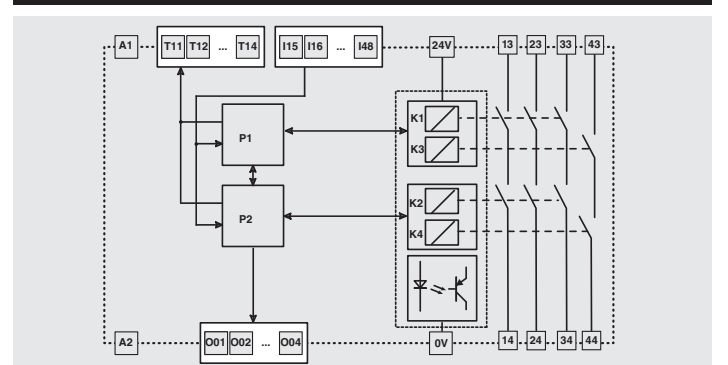 A1 T11 T12 ... T14 I15 I16 ... I48 24V 13 23 33 43
K1
P1
K3
K2
P2
K4
A2 O01 O02 ... O04 0V 14 24 34 44